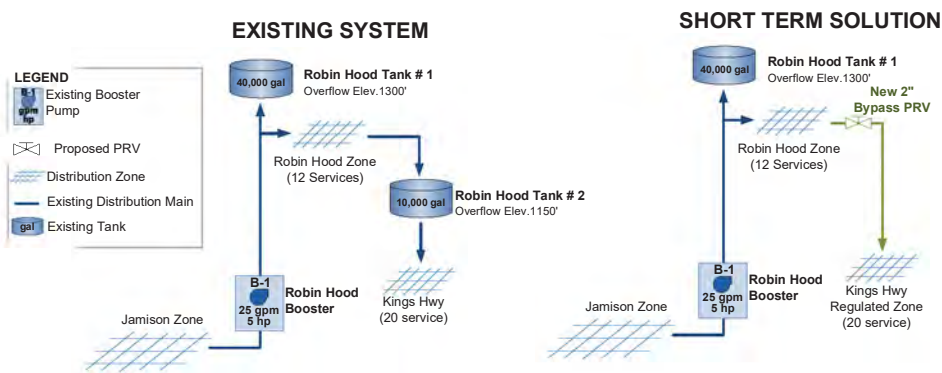 EXISTING SYSTEM
LEGEND
B-1
gpm
hp
Existing Booster
Pump
Proposed PRV
Distribution Zone
Existing Distribution Main
gal
Existing Tank
40,000 gal
Robin Hood Tank # 1
Overflow Elev.1300'
Robin Hood Zone
(12 Services)
10,000 gal
Robin Hood Tank # 2
Overflow Elev.1150'
B-1
25 gpm
5 hp
Robin Hood
Booster
Kings Hwy
(20 service)
Jamison Zone
SHORT TERM SOLUTION
40,000 gal
Robin Hood Tank # 1
Overflow Elev.1300'
New 2"
Bypass PRV
Robin Hood Zone
(12 Services)
B-1
25 gpm
5 hp
Robin Hood
Booster
Kings Hwy
Regulated Zone
(20 service)
Jamison Zone